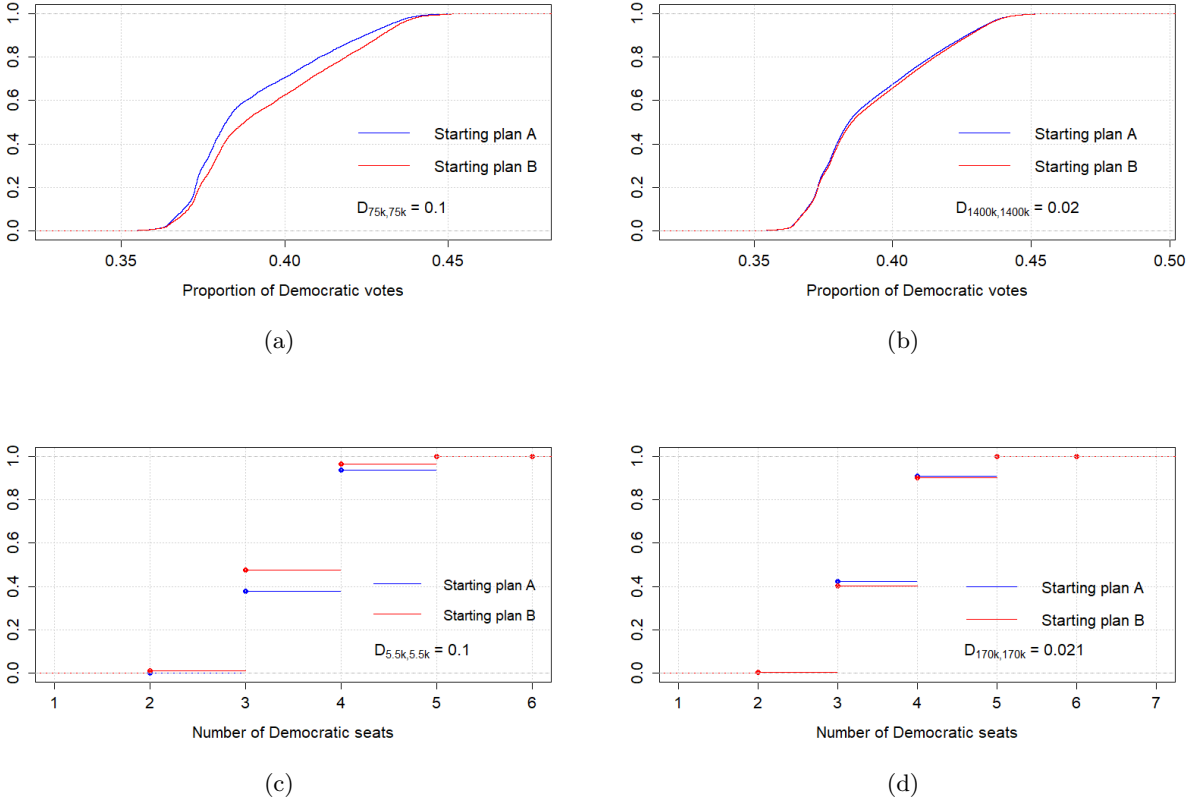 0.0 0.2 0.4 0.6 0.8 1.0
Starting plan A
Starting plan B
D75k,75k = 0.1
0.35 0.40 0.45
Proportion of Democratic votes
(a)
0.0 0.2 0.4 0.6 0.8 1.0
Starting plan A
Starting plan B
D1400k,1400k = 0.02
0.35 0.40 0.45 0.50
Proportion of Democratic votes
(b)
0.0 0.2 0.4 0.6 0.8 1.0
Starting plan A
Starting plan B
D5.5k,5.5k = 0.1
1 2 3 4 5 6
Number of Democratic seats
(c)
0.0 0.2 0.4 0.6 0.8 1.0
Starting plan A
Starting plan B
D170k,170k = 0.021
1 2 3 4 5 6 7
Number of Democratic seats
(d)